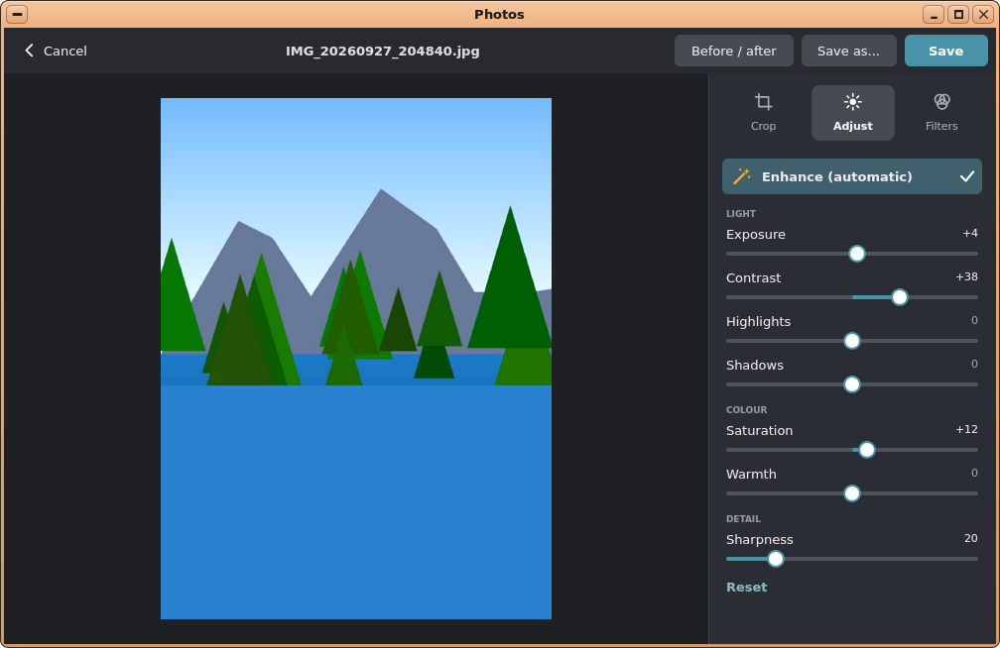 Photos
Cancel
IMG_20260927_204840.jpg
Before / after
Save as...
Save
Crop
Adjust
Filters
Enhance (automatic)
LIGHT
Exposure +4
Contrast +38
Highlights 0
Shadows 0
COLOUR
Saturation +12
Warmth 0
DETAIL
Sharpness 20
Reset